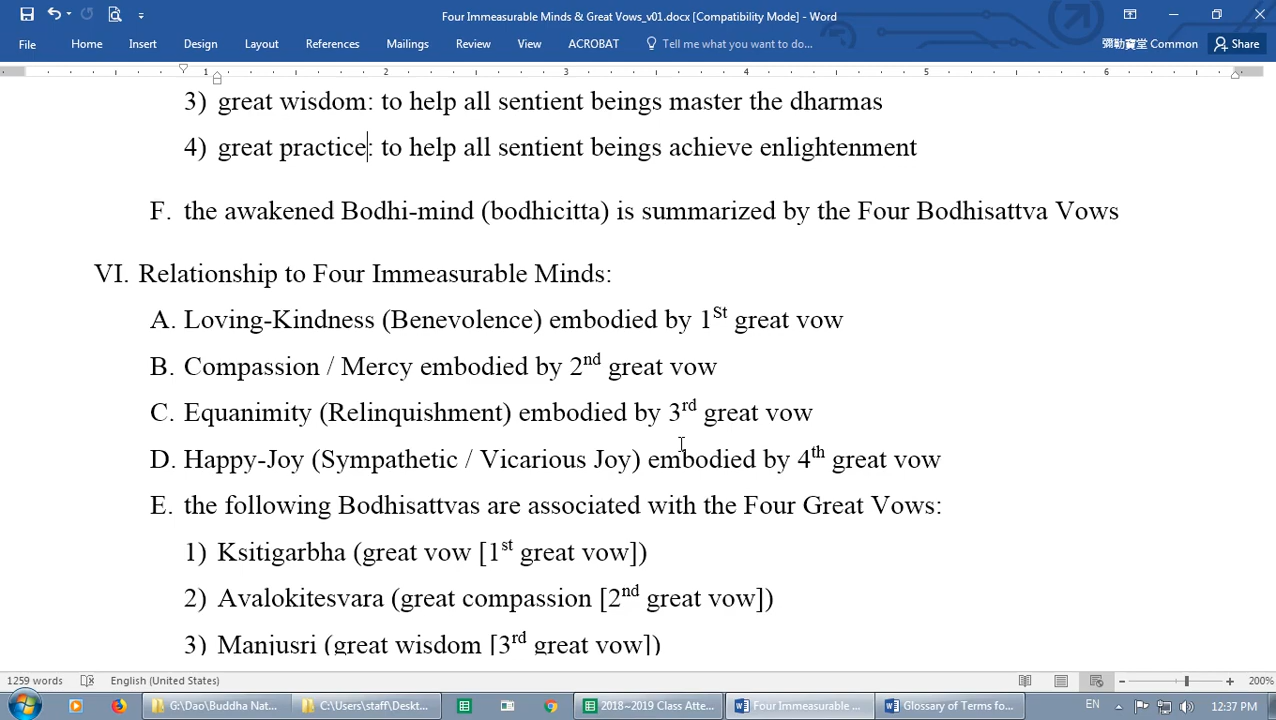 Four Immeasurable Minds & Great Vows_v01.docx [Compatibility Mode] - Word
File Home Insert Design Layout References Mailings Review View ACROBAT Tell me what you want to do... 彌勒寶堂 Common Share
1 2 3 4 5 6
3) great wisdom: to help all sentient beings master the dharmas
4) great practice: to help all sentient beings achieve enlightenment
F. the awakened Bodhi-mind (bodhicitta) is summarized by the Four Bodhisattva Vows
VI. Relationship to Four Immeasurable Minds:
A. Loving-Kindness (Benevolence) embodied by 1St great vow
B. Compassion / Mercy embodied by 2nd great vow
C. Equanimity (Relinquishment) embodied by 3rd great vow
D. Happy-Joy (Sympathetic / Vicarious Joy) embodied by 4th great vow
E. the following Bodhisattvas are associated with the Four Great Vows:
1) Ksitigarbha (great vow [1st great vow])
2) Avalokitesvara (great compassion [2nd great vow])
3) Manjusri (great wisdom [3rd great vow])
1259 words English (United States) 200%
G:\Dao\Buddha Nat... C:\Users\staff\Deskt... 2018~2019 Class Atte... Four Immeasurable ... Glossary of Terms fo... EN 12:37 PM